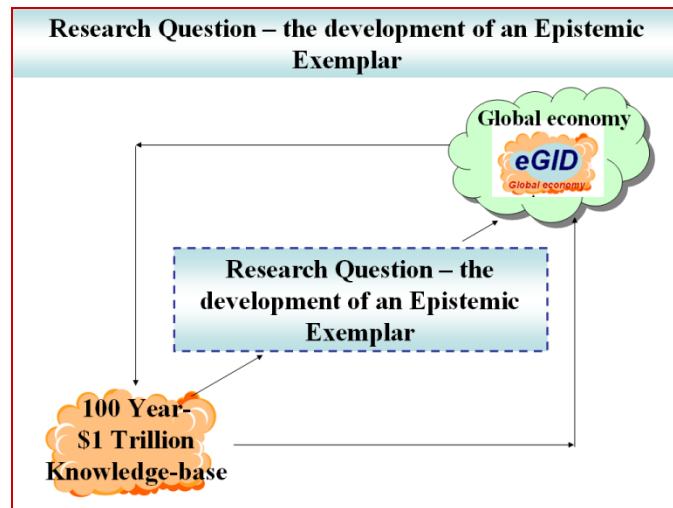 Research Question – the development of an Epistemic
Exemplar
Global economy
eGID
Global economy
Research Question – the
development of an Epistemic
Exemplar
100 Year-
$1 Trillion
Knowledge-base